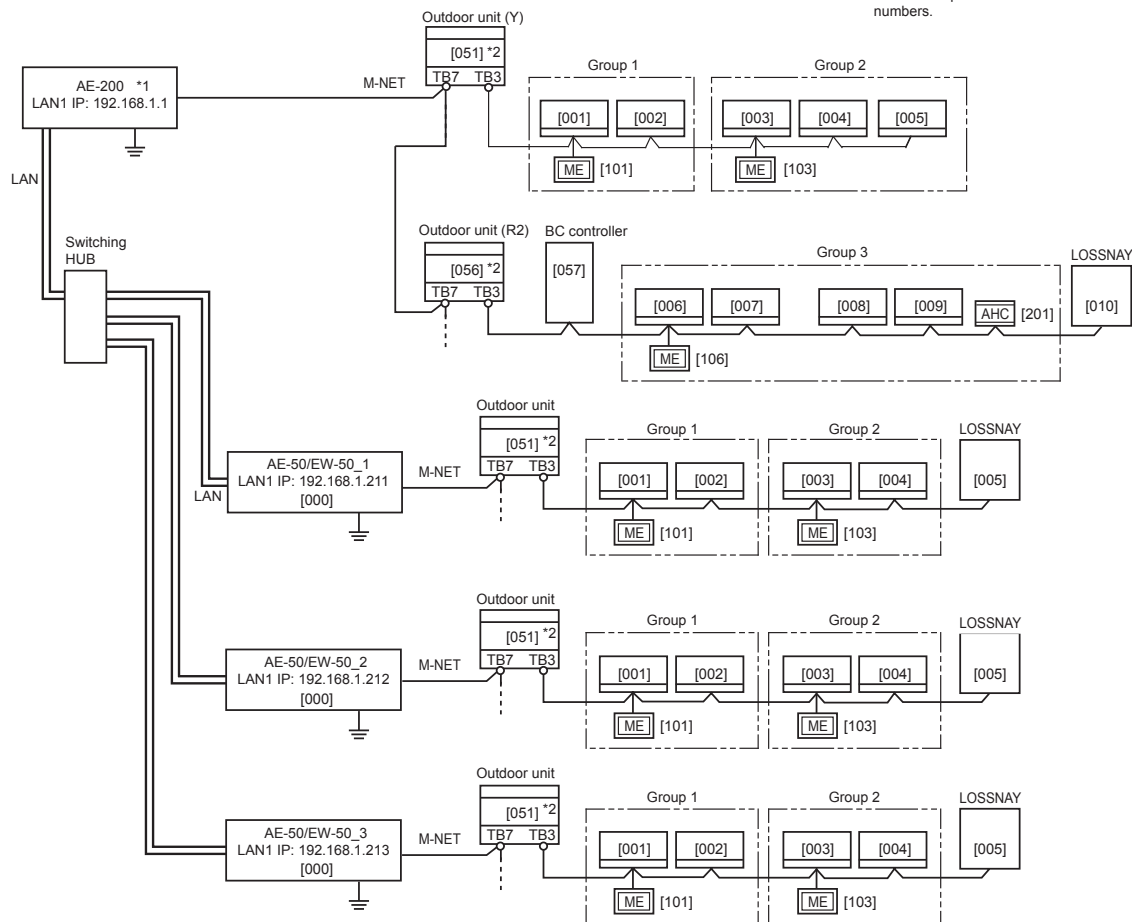 numbers.
Outdoor unit (Y)
[051] *2
TB7 TB3
AE-200 *1
LAN1 IP: 192.168.1.1
M-NET
Group 1
[001] [002]
ME [101]
Group 2
[003] [004] [005]
ME [103]
LAN
Switching
HUB
Outdoor unit (R2)
[056] *2
TB7 TB3
BC controller
[057]
Group 3
[006] [007] [008] [009] AHC [201]
ME [106]
LOSSNAY
[010]
Outdoor unit
[051] *2
TB7 TB3
AE-50/EW-50_1
LAN1 IP: 192.168.1.211
[000]
LAN
M-NET
Group 1
[001] [002]
ME [101]
Group 2
[003] [004]
ME [103]
LOSSNAY
[005]
Outdoor unit
[051] *2
TB7 TB3
AE-50/EW-50_2
LAN1 IP: 192.168.1.212
[000]
M-NET
Group 1
[001] [002]
ME [101]
Group 2
[003] [004]
ME [103]
LOSSNAY
[005]
Outdoor unit
[051] *2
TB7 TB3
AE-50/EW-50_3
LAN1 IP: 192.168.1.213
[000]
M-NET
Group 1
[001] [002]
ME [101]
Group 2
[003] [004]
ME [103]
LOSSNAY
[005]